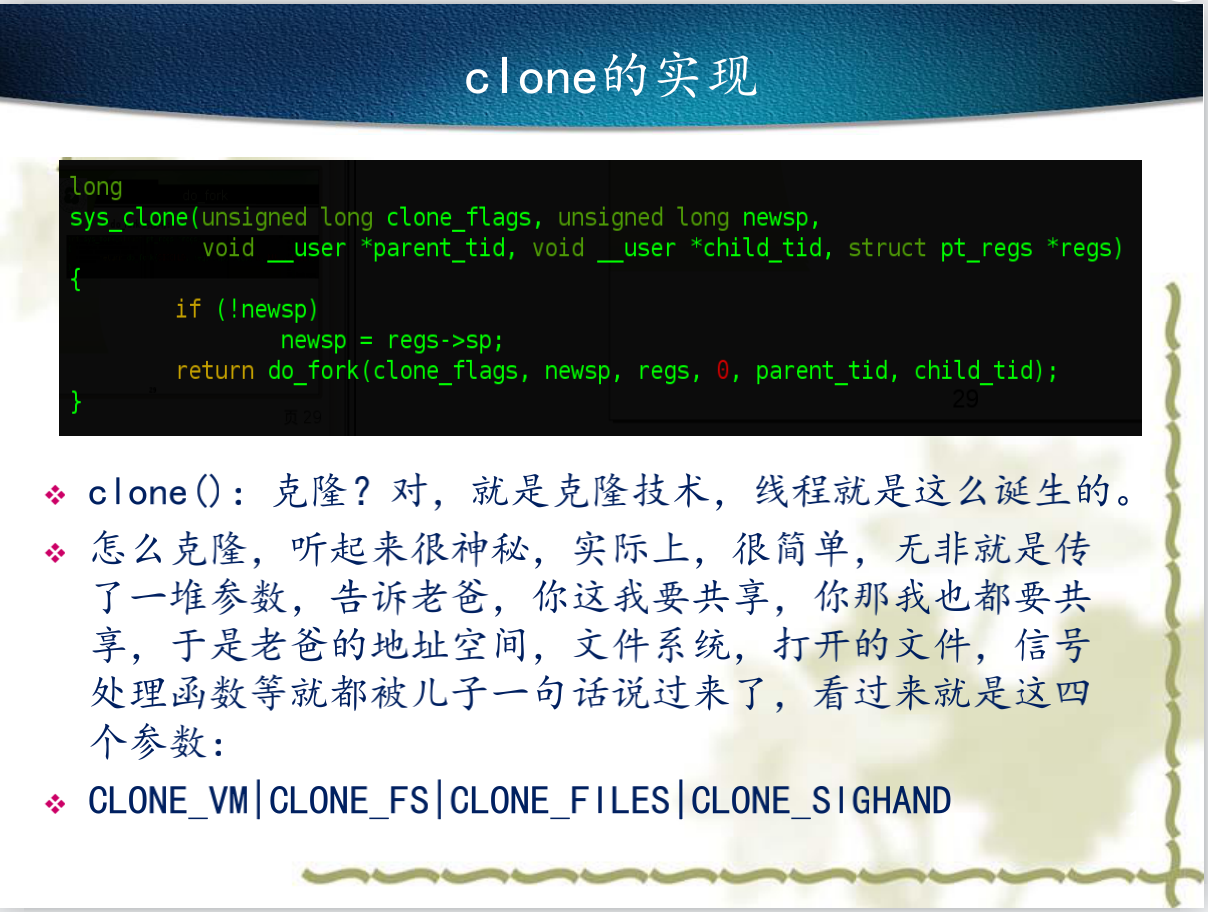 clone的实现
long
sys_clone(unsigned long clone_flags, unsigned long newsp,
void __user *parent_tid, void __user *child_tid, struct pt_regs *regs)
{
if (!newsp)
newsp = regs->sp;
return do_fork(clone_flags, newsp, regs, 0, parent_tid, child_tid);
}
29
页 29
clone()：克隆？对，就是克隆技术，线程就是这么诞生的。
怎么克隆，听起来很神秘，实际上，很简单，无非就是传
了一堆参数，告诉老爸，你这我要共享，你那我也都要共
享，于是老爸的地址空间，文件系统，打开的文件，信号
处理函数等就都被儿子一句话说过来了，看过来就是这四
个参数：
CLONE_VM|CLONE_FS|CLONE_FILES|CLONE_SIGHAND